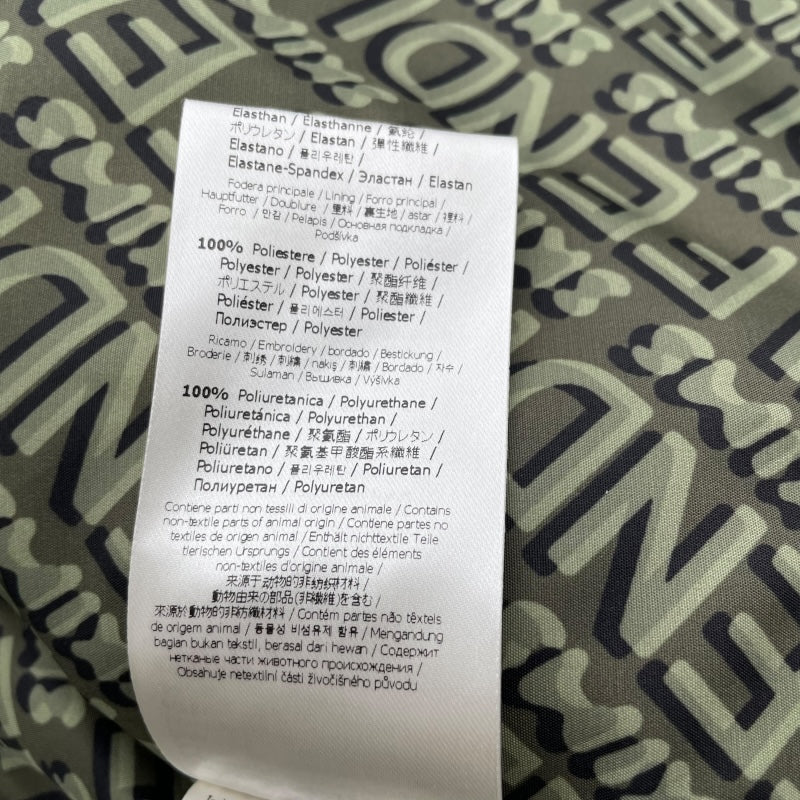 Elasthan / Élasthanne / 氨綸 /
ポリウレタン / Elastan / 彈性纖維 /
Elastano / 폴리우레탄 /
Elastane-Spandex / Эластан / Elastan
Fodera principale / Lining / Forro principal /
Hauptfutter / Doublure / 里料 / 裏生地 / astar / 裡料 /
Forro / 안감 / Pelapis / Основная подкладка /
Podšívka
100% Poliestere / Polyester / Poliéster /
Polyester / Polyester / 聚酯纤维 /
ポリエステル / Polyester / 聚酯纖維 /
Poliéster / 폴리에스터 / Poliester /
Полиэстер / Polyester
Ricamo / Embroidery / bordado / Bestickung /
Broderie / 刺绣 / 刺繍 / nakış / 刺繡 / Bordado / 자수 /
Sulaman / Вышивка / Výšivka
100% Poliuretanica / Polyurethane /
Poliuretánica / Polyurethan /
Polyuréthane / 聚氨酯 / ポリウレタン /
Poliüretan / 聚氨基甲酸酯系纖維 /
Poliuretano / 폴리우레탄 / Poliuretan /
Полиуретан / Polyuretan
Contiene parti non tessili di origine animale / Contains
non-textile parts of animal origin / Contiene partes no
textiles de origen animal / Enthält nichttextile Teile
tierischen Ursprungs / Contient des éléments
non-textiles d'origine animale /
来源于动物的非纺织材料 /
動物由来の部品(非繊維)を含む /
來源於動物的非紡織材料 / Contém partes não têxteis
de origem animal / 동물성 비섬유제 함유 / Mengandung
bagian bukan tekstil, berasal dari hewan / Содержит
нетканые части животного происхождения /
Obsahuje netextilní části živočišného původu